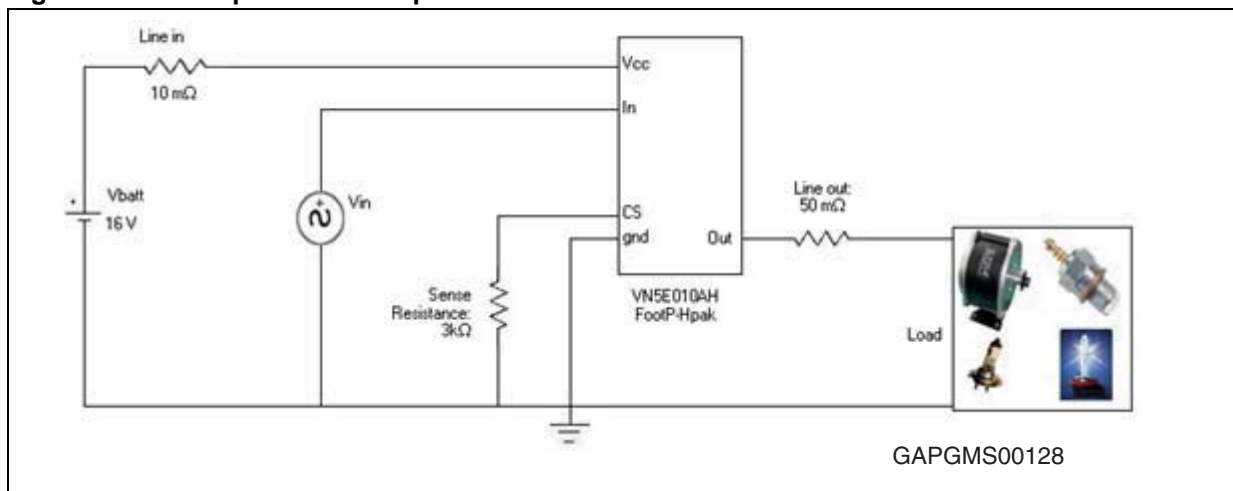 Line in
10 mΩ
Vcc
In
Vbatt
16 V
Vin
CS
gnd
Out
Line out:
50 mΩ
Sense
Resistance:
3kΩ
VN5E010AH
FootP-Hpak
Load
GAPGMS00128